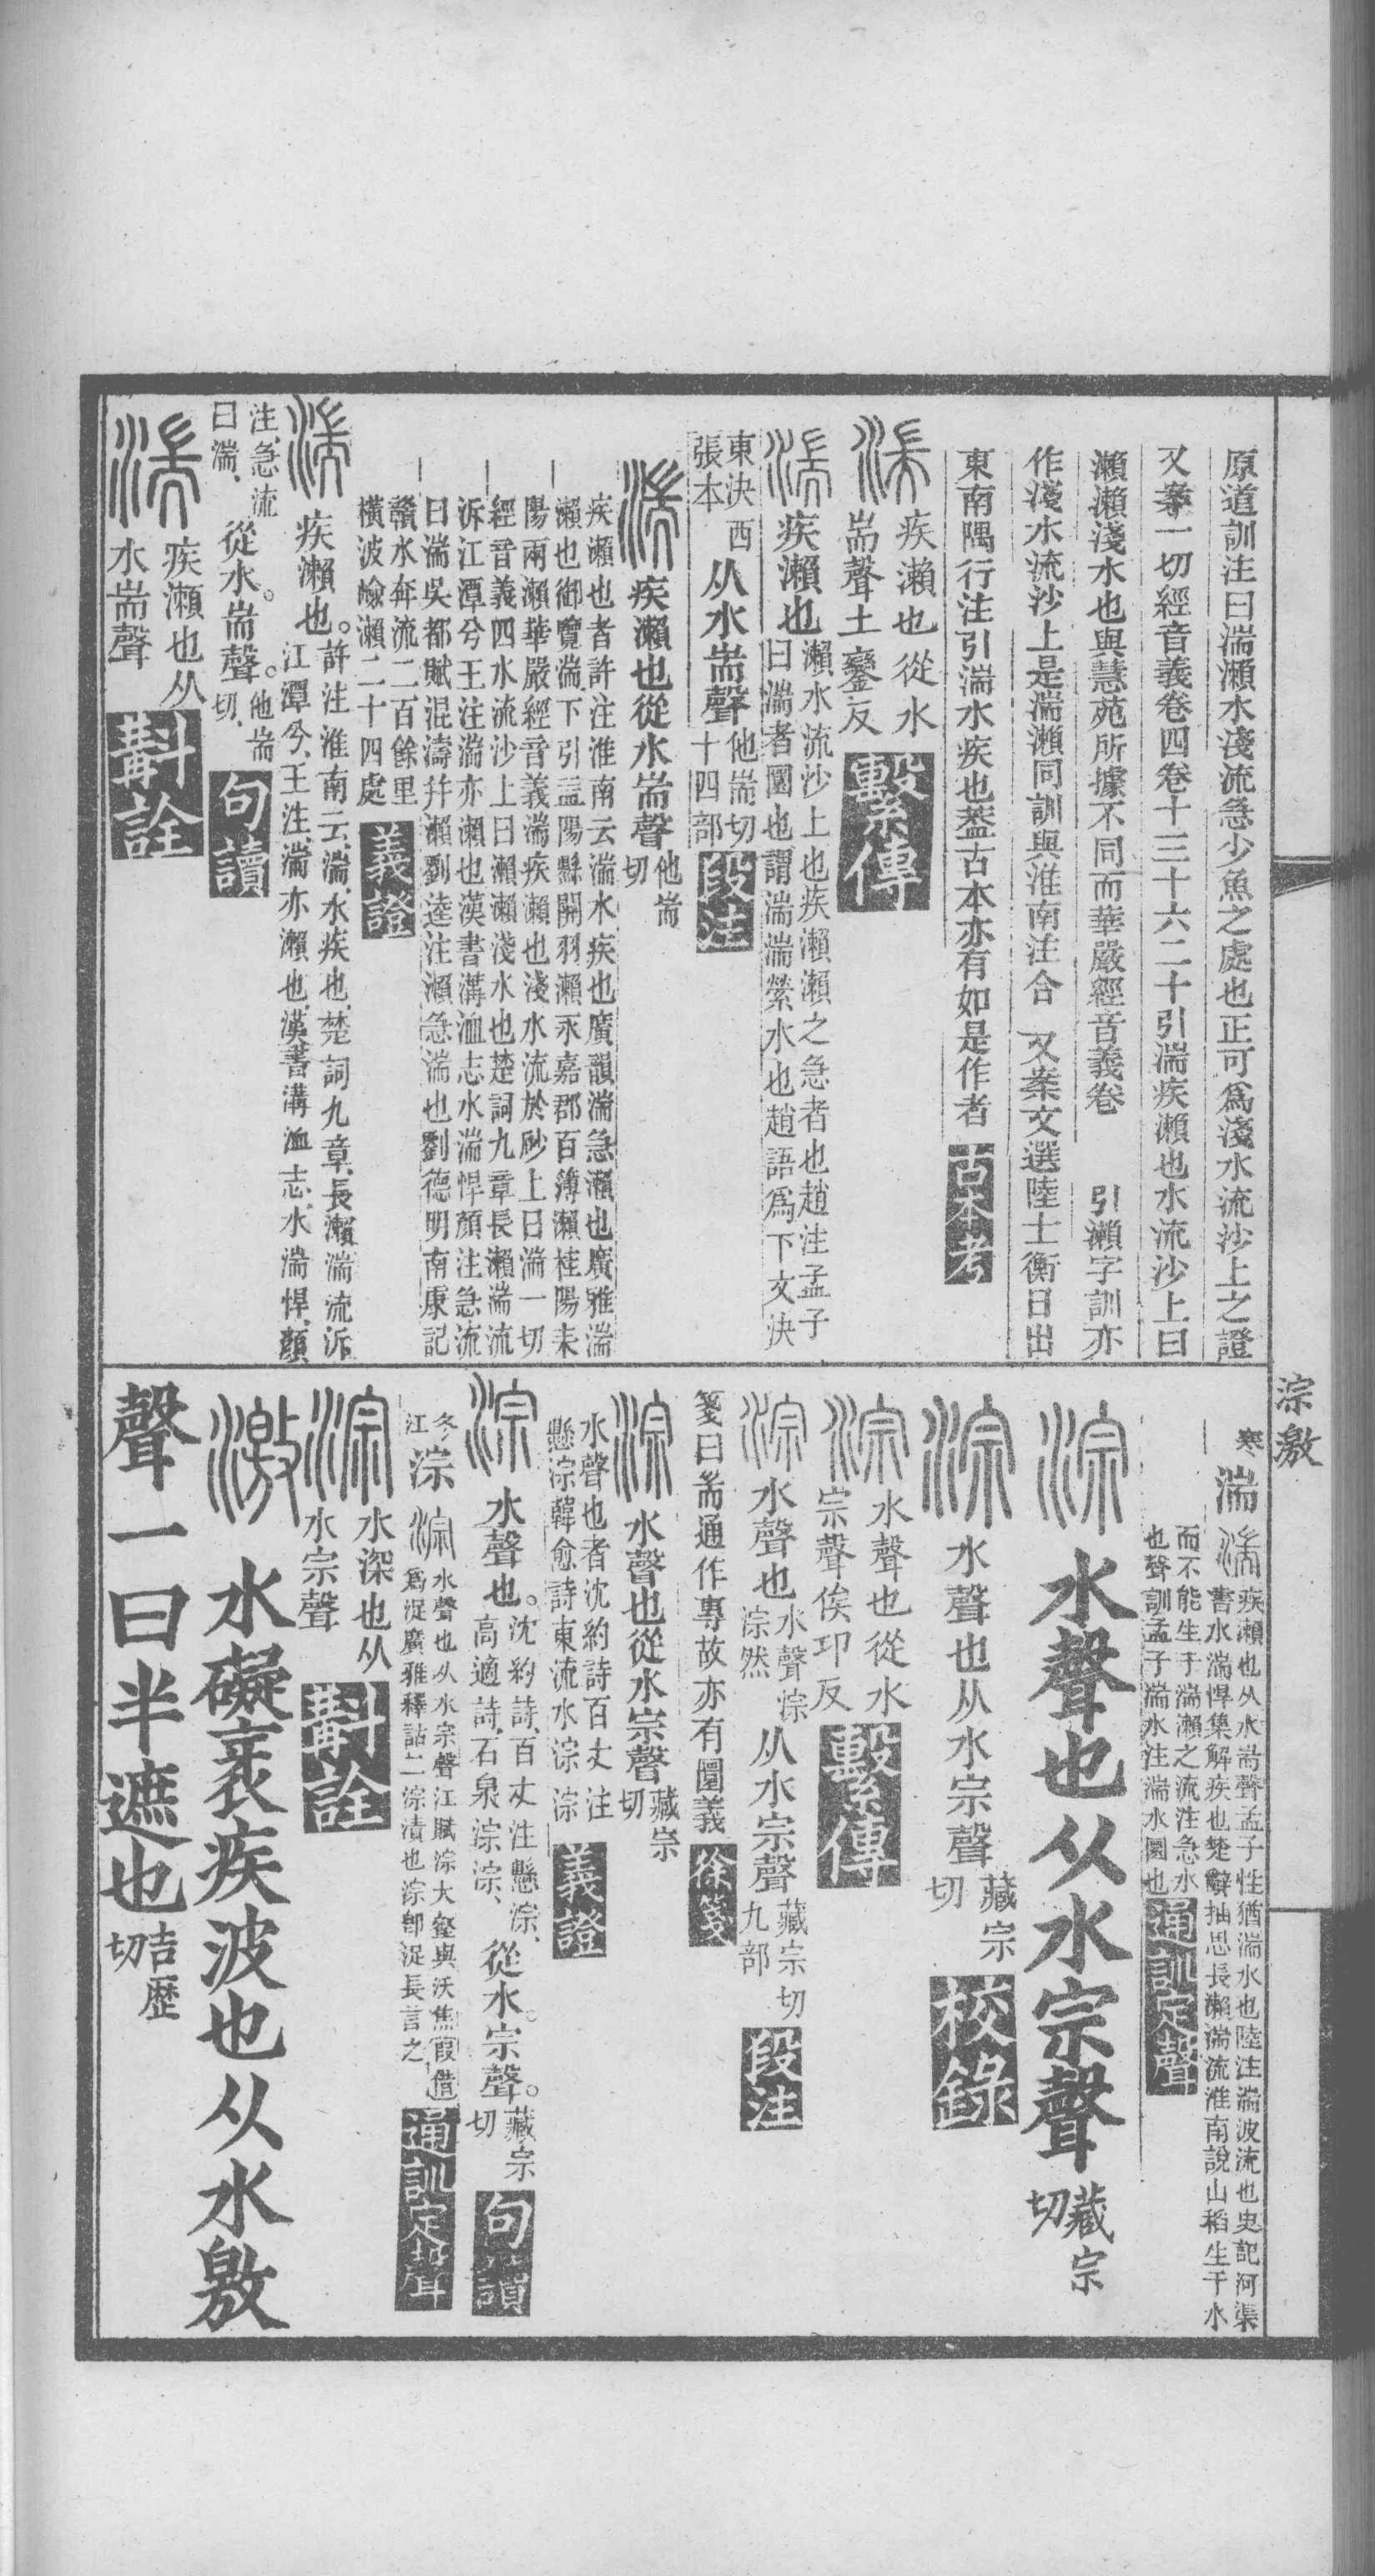 原道訓注曰湍瀨水淺流急少魚之處也正可爲淺水流沙上之證
又案一切經音義卷四卷十三十六二十引湍疾瀨也水流沙上曰
瀨瀨淺水也與慧苑所據不同而華嚴經音義卷 引瀨字訓亦
作淺水流沙上是湍瀨同訓與淮南注合 又案文選陸士衡日出
東南隅行注引湍水疾也葢古本亦有如是作者 古本考
湍 疾瀨也從水
耑聲土鑾反 繫傳
湍 疾瀨也 瀨水流沙上也疾瀨瀨之急者也趙注孟子
曰湍者圜也謂湍湍縈水也趙語爲下文決
東決西
張本 从水耑聲 他耑切
十四部 段注
湍 疾瀨也從水耑聲 他耑
切
疾瀨也者許注淮南云湍水疾也廣韻湍急瀨也廣雅湍
瀨也御覽湍下引益陽縣關羽瀨永嘉郡百簿瀨桂陽耒
陽兩瀨華嚴經音義湍疾瀨也淺水流於砂上曰湍一切
經音義四水流沙上曰瀨瀨淺水也楚詞九章長瀨湍流
泝江潭兮王注湍亦瀨也漢書溝洫志水湍悍顏注急流
曰湍吳都賦混濤幷瀨劉逵注瀨急湍也劉德明南康記
贛水奔流二百餘里
橫波險瀨二十四處 義證
湍 疾瀨也。 許注淮南云、湍、水疾也、楚詞九章、長瀨湍流泝
江潭兮、王注、湍亦瀨也、漢書溝洫志、水湍悍、顏
注、急流
曰湍、 從水。耑聲。 他耑
切、 句讀
湍 疾瀨也从
水耑聲 斠詮
淙激
寒 湍 湍 疾瀨也从水耑聲孟子性猶湍水也陸注湍波流也史記河渠
書水湍悍集解疾也楚辭抽思長瀨湍流淮南說山稻生于水
而不能生于湍瀨之流注急水
也聲訓孟子湍水注湍水圜也 通訓定聲
淙 水聲也从水宗聲 藏宗
切
淙 水聲也从水宗聲 藏宗
切 校錄
淙 水聲也從水
宗聲俟卭反 繫傳
淙 水聲也 水聲淙
淙然 从水宗聲 藏宗切
九部 段注
箋曰耑通作專故亦有圜義 徐箋
淙 水聲也從水宗聲 藏宗
切
水聲也者沈約詩百丈注
懸淙韓愈詩東流水淙淙 義證
淙 水聲也。 沈約詩、百丈注懸淙、
高適詩、石泉淙淙、 從水。宗聲。 藏宗
切 句讀
冬
江 淙 淙 水聲也从水宗聲江賦淙大壑與沃焦 假借
爲浞廣雅釋詁二淙漬也淙卽浞長言之 通訓定聲
淙 水深也从
水宗聲 斠詮
激 水礙衺疾波也从水敫
聲一曰半遮也 吉歷
切